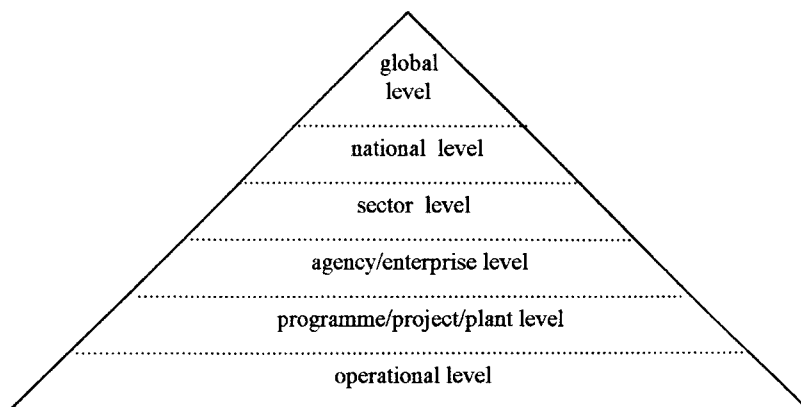 global
level
national level
sector level
agency/enterprise level
programme/project/plant level
operational level